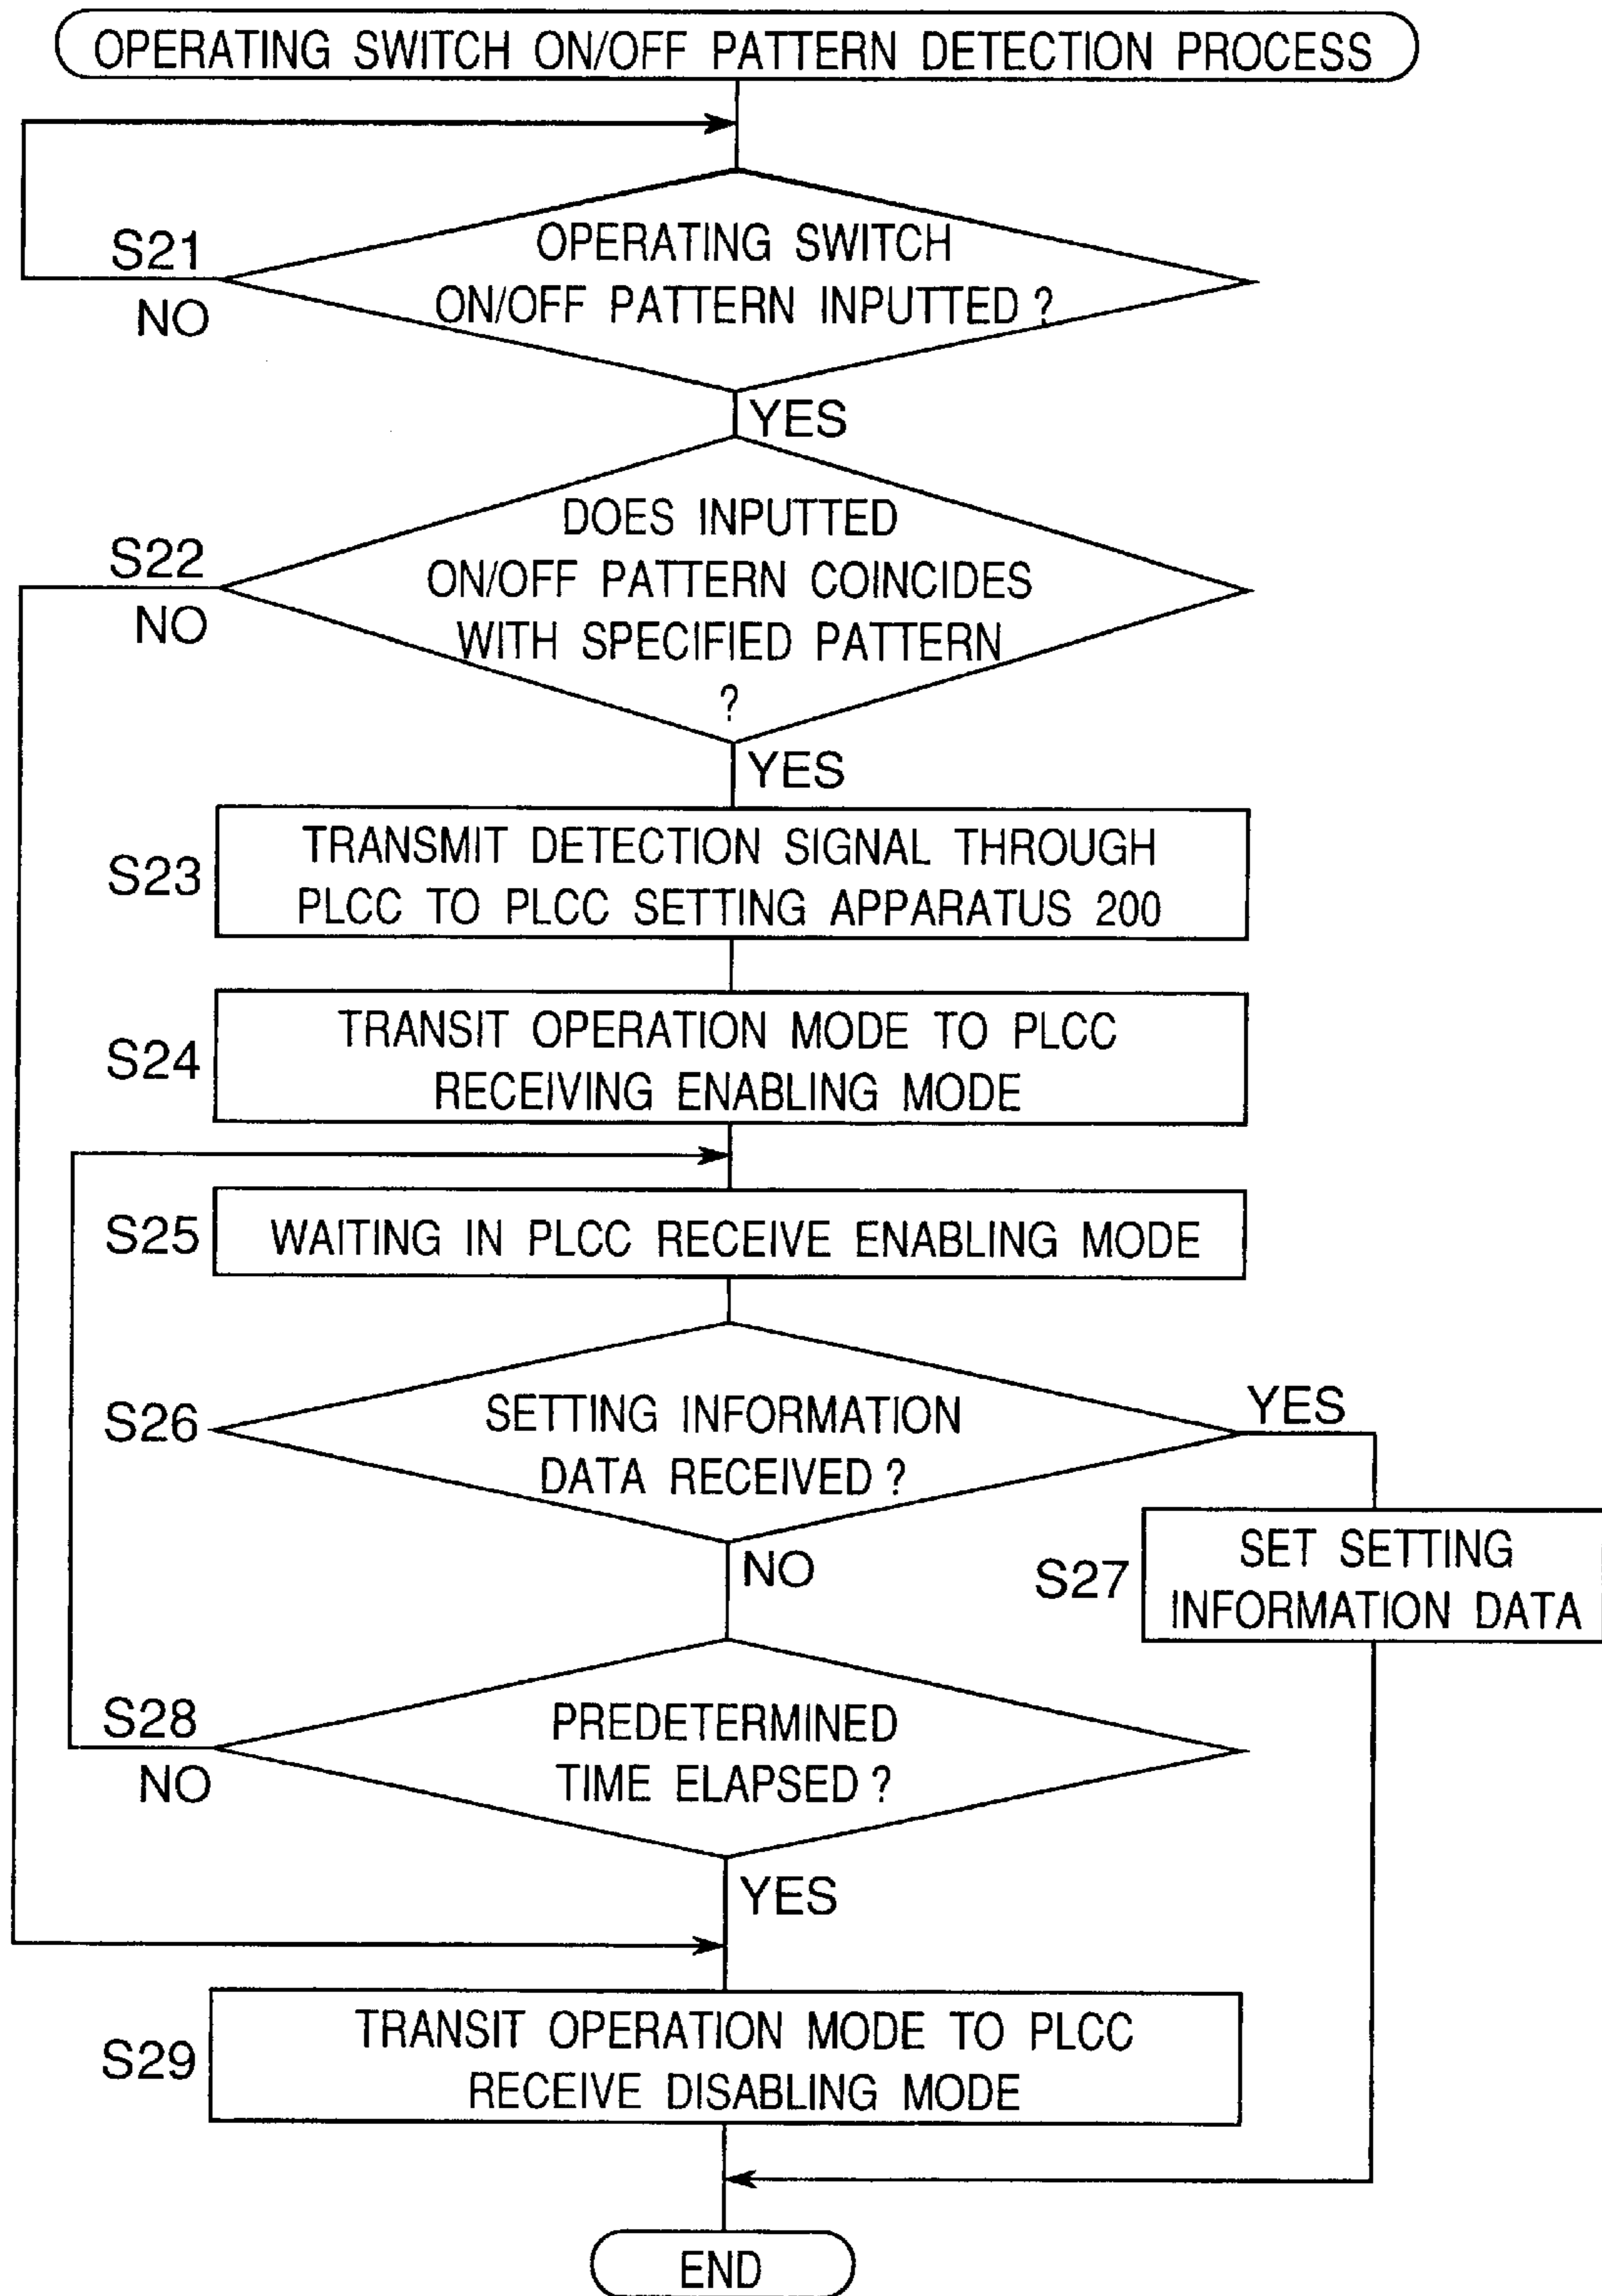 OPERATING SWITCH ON/OFF PATTERN DETECTION PROCESS
S21
NO
OPERATING SWITCH
ON/OFF PATTERN INPUTTED ?
YES
S22
NO
DOES INPUTTED
ON/OFF PATTERN COINCIDES
WITH SPECIFIED PATTERN
?
YES
S23
TRANSMIT DETECTION SIGNAL THROUGH
PLCC TO PLCC SETTING APPARATUS 200
S24
TRANSIT OPERATION MODE TO PLCC
RECEIVING ENABLING MODE
S25
WAITING IN PLCC RECEIVE ENABLING MODE
S26
SETTING INFORMATION
DATA RECEIVED ?
YES
NO
S27
SET SETTING
INFORMATION DATA
S28
NO
PREDETERMINED
TIME ELAPSED ?
YES
S29
TRANSIT OPERATION MODE TO PLCC
RECEIVE DISABLING MODE
END